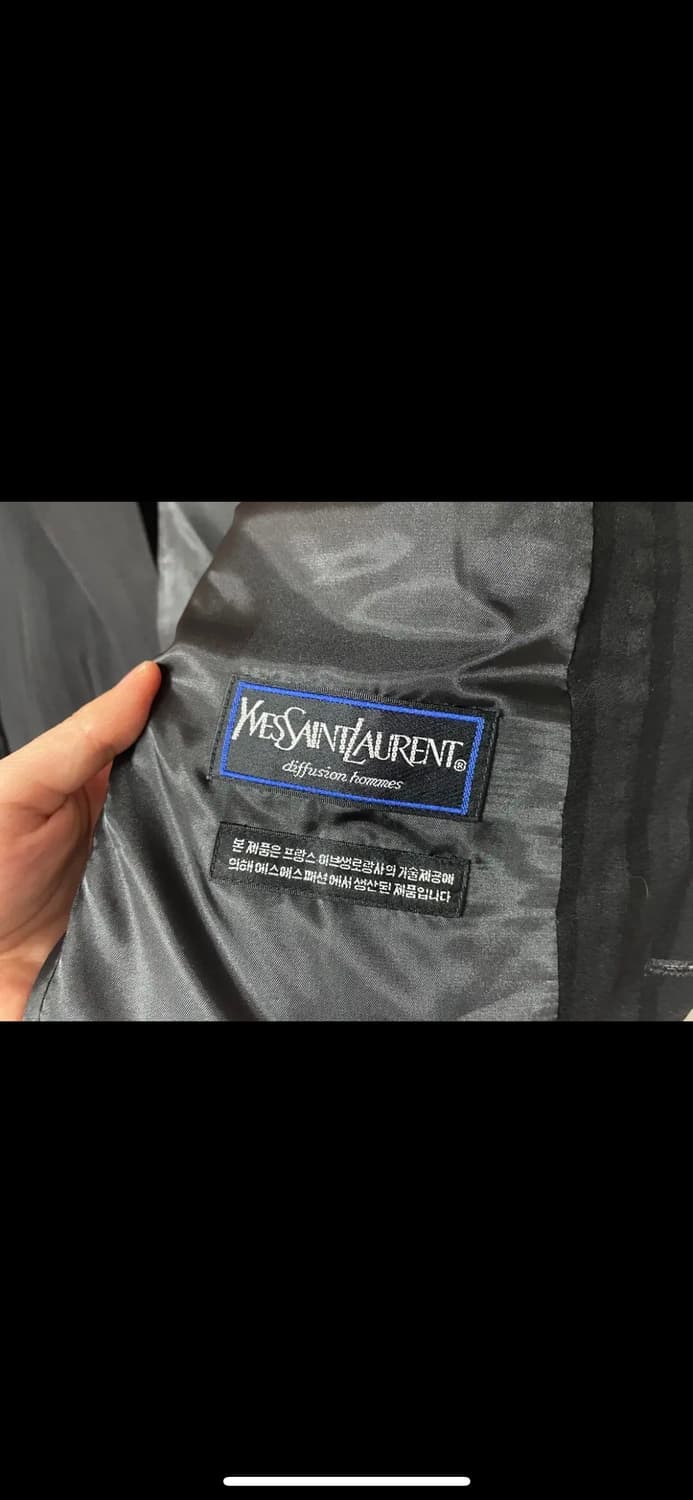 YVESSAINTLAURENT®
diffusion hommes
본 제품은 프랑스 이브생로랑사의 기술제공에
의해 에스에스패션에서 생산된 제품입니다